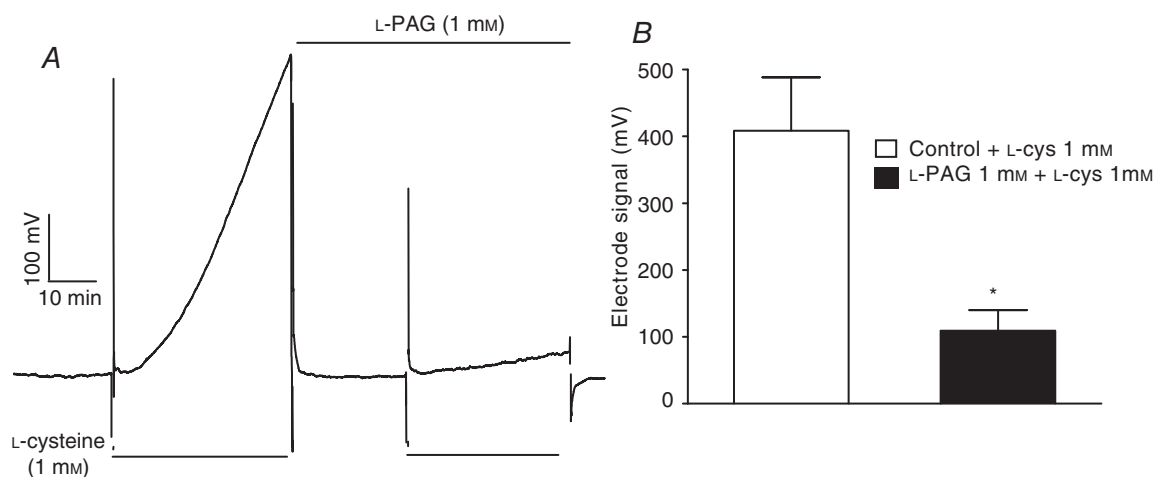 L-PAG (1 mM)
A
100 mV
10 min
L-cysteine
(1 mM)
B
Electrode signal (mV)
500
400
300
200
100
0
*
Control + L-cys 1 mM
L-PAG 1 mM + L-cys 1mM